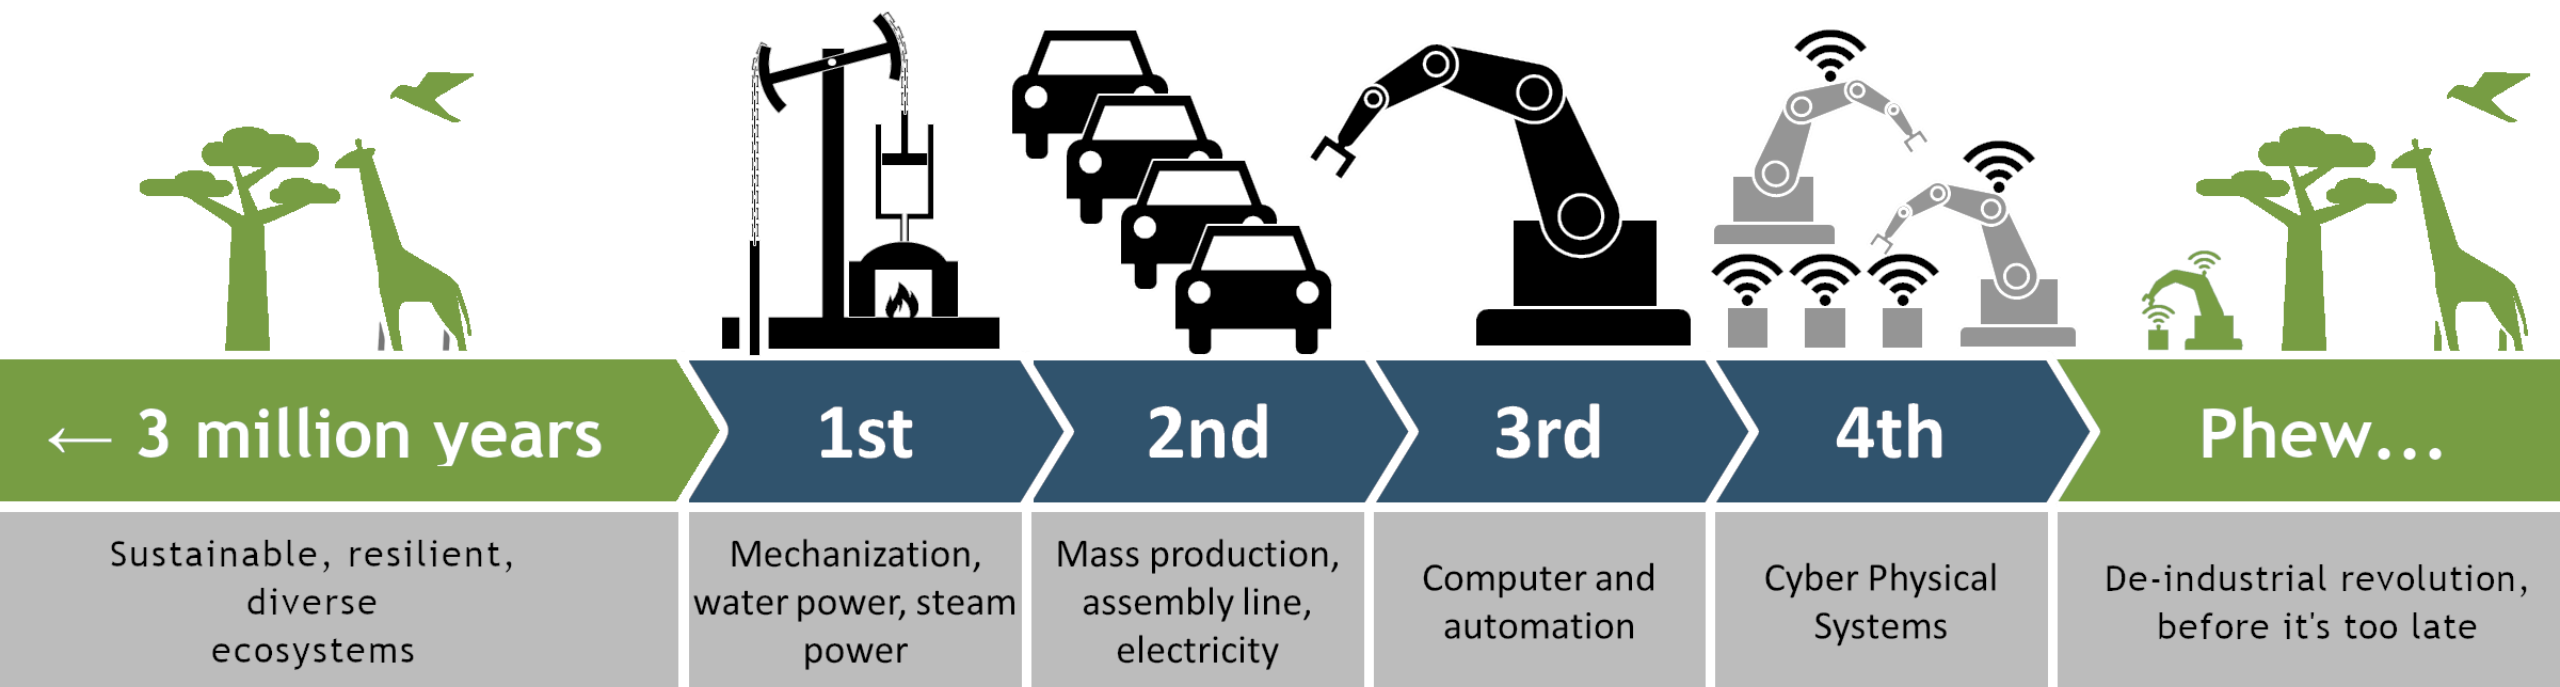 ← 3 million years
1st
2nd
3rd
4th
Phew...
Sustainable, resilient,
diverse
ecosystems
Mechanization,
water power, steam
power
Mass production,
assembly line,
electricity
Computer and
automation
Cyber Physical
Systems
De-industrial revolution,
before it's too late